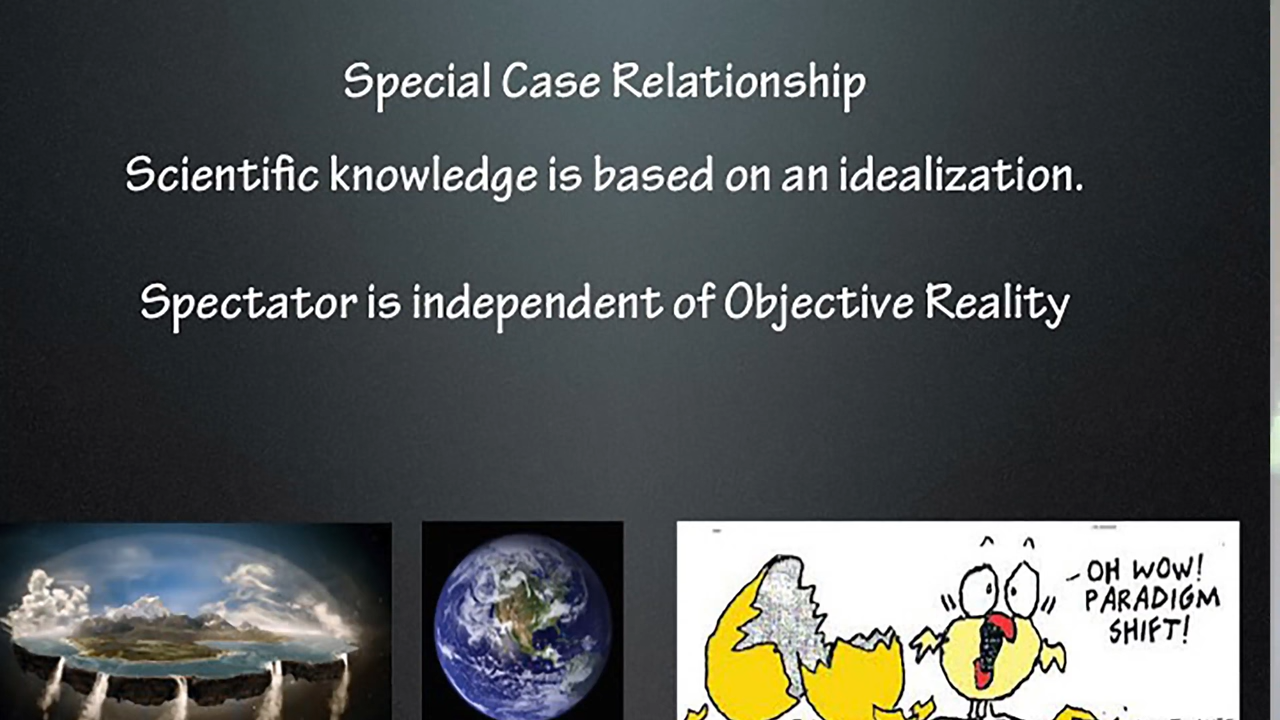 Special Case Relationship
Scientific knowledge is based on an idealization.
Spectator is independent of Objective Reality
- OH WOW!
PARADIGM
SHIFT!